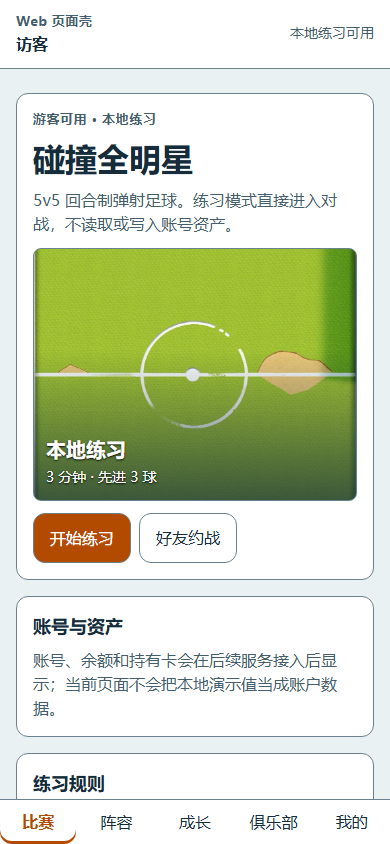 Web 页面壳
访客
本地练习可用
游客可用 • 本地练习
碰撞全明星
5v5 回合制弹射足球。练习模式直接进入对
战，不读取或写入账号资产。
本地练习
3 分钟 · 先进 3 球
开始练习
好友约战
账号与资产
账号、余额和持有卡会在后续服务接入后显
示；当前页面不会把本地演示值当成账户数
据。
练习规则
比赛
阵容
成长
俱乐部
我的